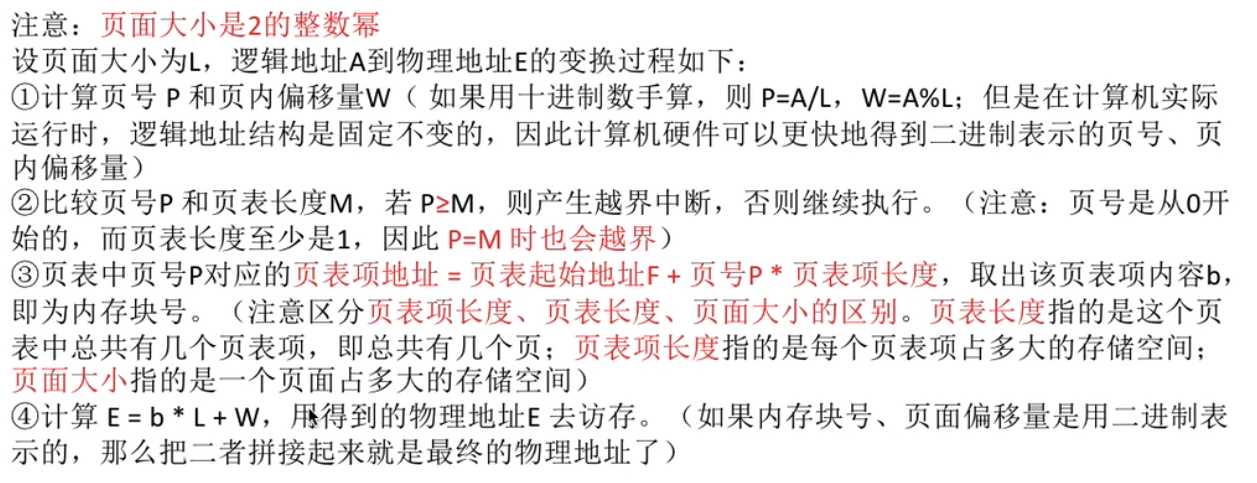 注意：页面大小是2的整数幂
设页面大小为L，逻辑地址A到物理地址E的变换过程如下：
①计算页号 P 和页内偏移量W（ 如果用十进制数手算，则 P=A/L，W=A%L；但是在计算机实际
运行时，逻辑地址结构是固定不变的，因此计算机硬件可以更快地得到二进制表示的页号、页
内偏移量）
②比较页号P 和页表长度M，若 P≥M，则产生越界中断，否则继续执行。（注意：页号是从0开
始的，而页表长度至少是1，因此 P=M 时也会越界）
③页表中页号P对应的页表项地址 = 页表起始地址F + 页号P * 页表项长度，取出该页表项内容b，
即为内存块号。（注意区分页表项长度、页表长度、页面大小的区别。页表长度指的是这个页
表中总共有几个页表项，即总共有几个页；页表项长度指的是每个页表项占多大的存储空间；
页面大小指的是一个页面占多大的存储空间）
④计算 E = b * L + W，用得到的物理地址E 去访存。（如果内存块号、页面偏移量是用二进制表
示的，那么把二者拼接起来就是最终的物理地址了）